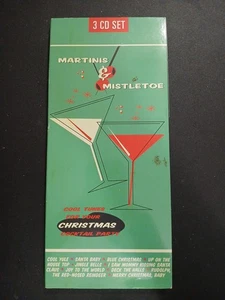 3 CD SET
MARTINIS
&
MISTLETOE
COOL TUNES
FOR YOUR
CHRISTMAS
COCKTAIL PARTY
COOL YULE SANTA BABY BLUE CHRISTMAS UP ON THE
HOUSE TOP JINGLE BELLS I SAW MOMMY KISSING SANTA
CLAUS JOY TO THE WORLD DECK THE HALLS RUDOLPH,
THE RED-NOSED REINDEER MERRY CHRISTMAS, BABY